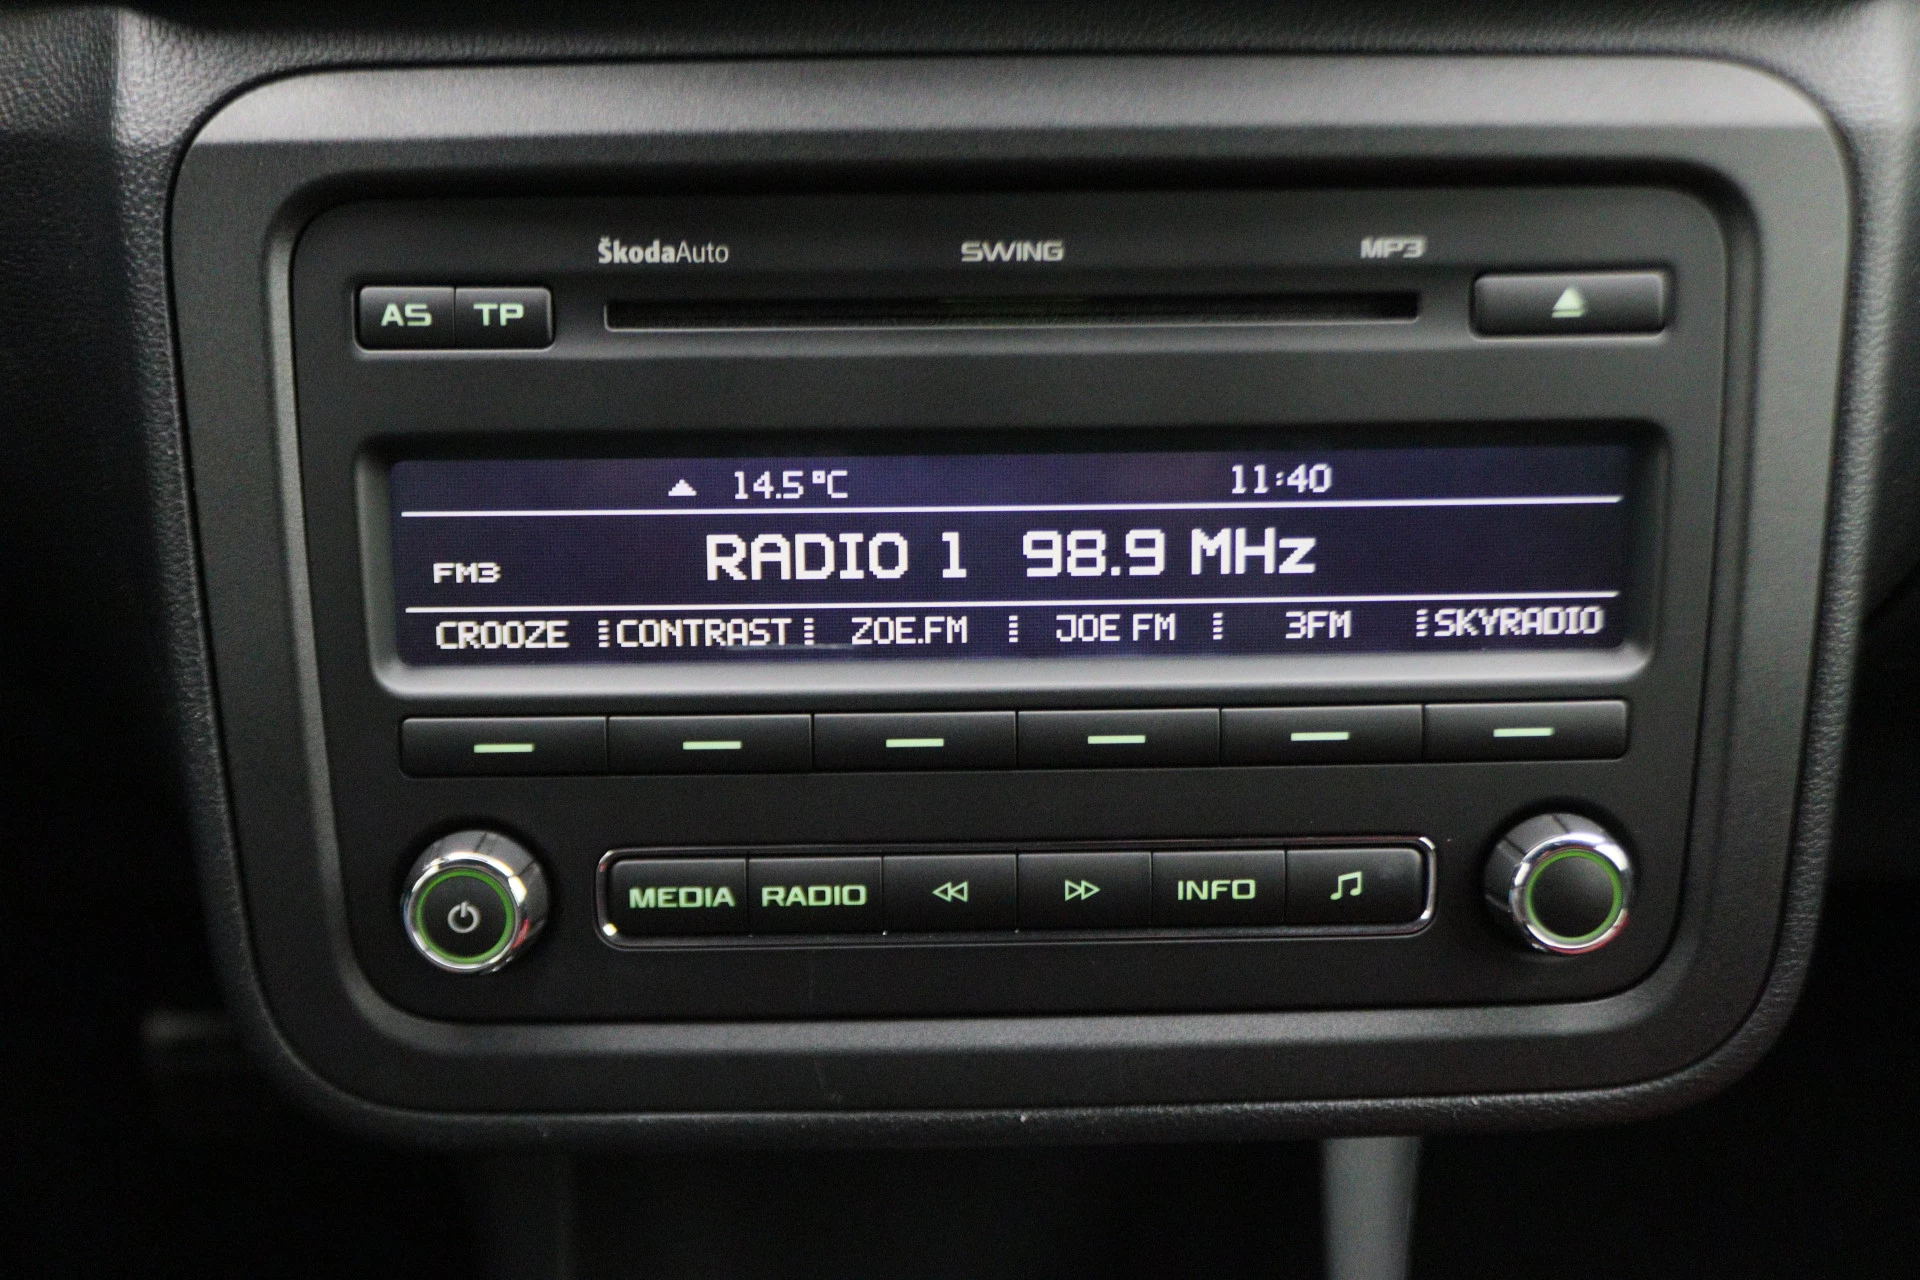 ŠkodaAuto SWING MP3
AS TP
14.5°C 11:40
FM3 RADIO 1 98.9 MHz
CROOZE CONTRAST ZOE.FM JOE FM 3FM SKYRADIO
MEDIA RADIO INFO